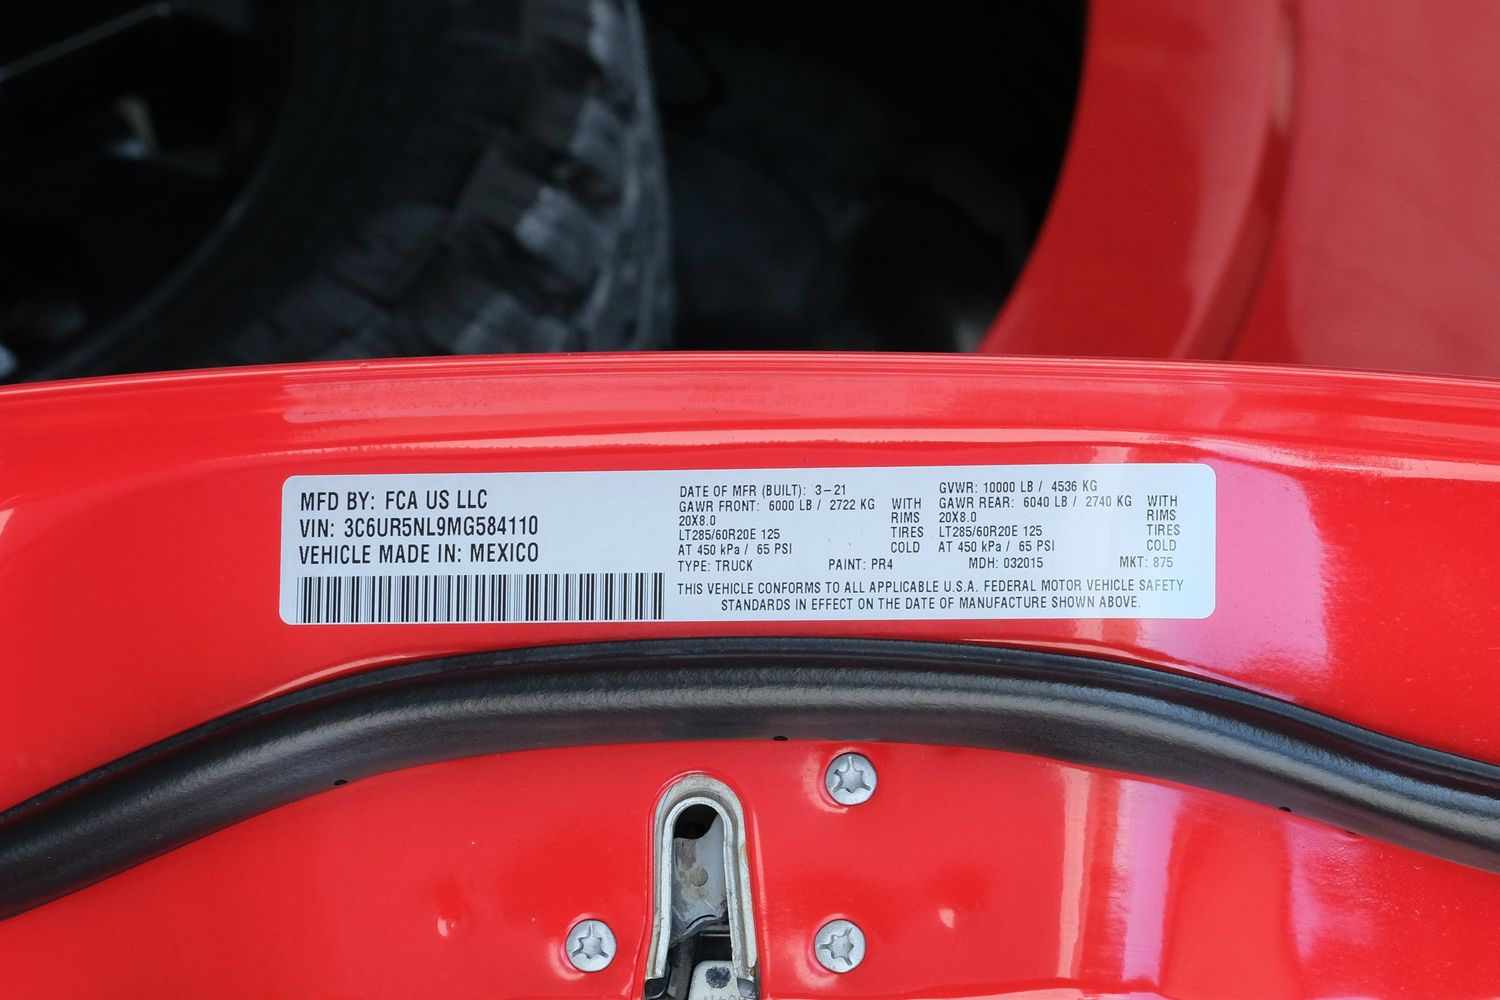 MFD BY: FCA US LLC
VIN: 3C6UR5NL9MG584110
VEHICLE MADE IN: MEXICO
DATE OF MFR (BUILT): 3-21
GAWR FRONT: 6000 LB / 2722 KG WITH
20X8.0 RIMS
LT285/60R20E 125 TIRES
AT 450 kPa / 65 PSI COLD
GVWR: 10000 LB / 4536 KG
GAWR REAR: 6040 LB / 2740 KG WITH
20X8.0 RIMS
LT285/60R20E 125 TIRES
AT 450 kPa / 65 PSI COLD
TYPE: TRUCK PAINT: PR4 MDH: 032015 MKT: 875
THIS VEHICLE CONFORMS TO ALL APPLICABLE U.S.A. FEDERAL MOTOR VEHICLE SAFETY
STANDARDS IN EFFECT ON THE DATE OF MANUFACTURE SHOWN ABOVE.